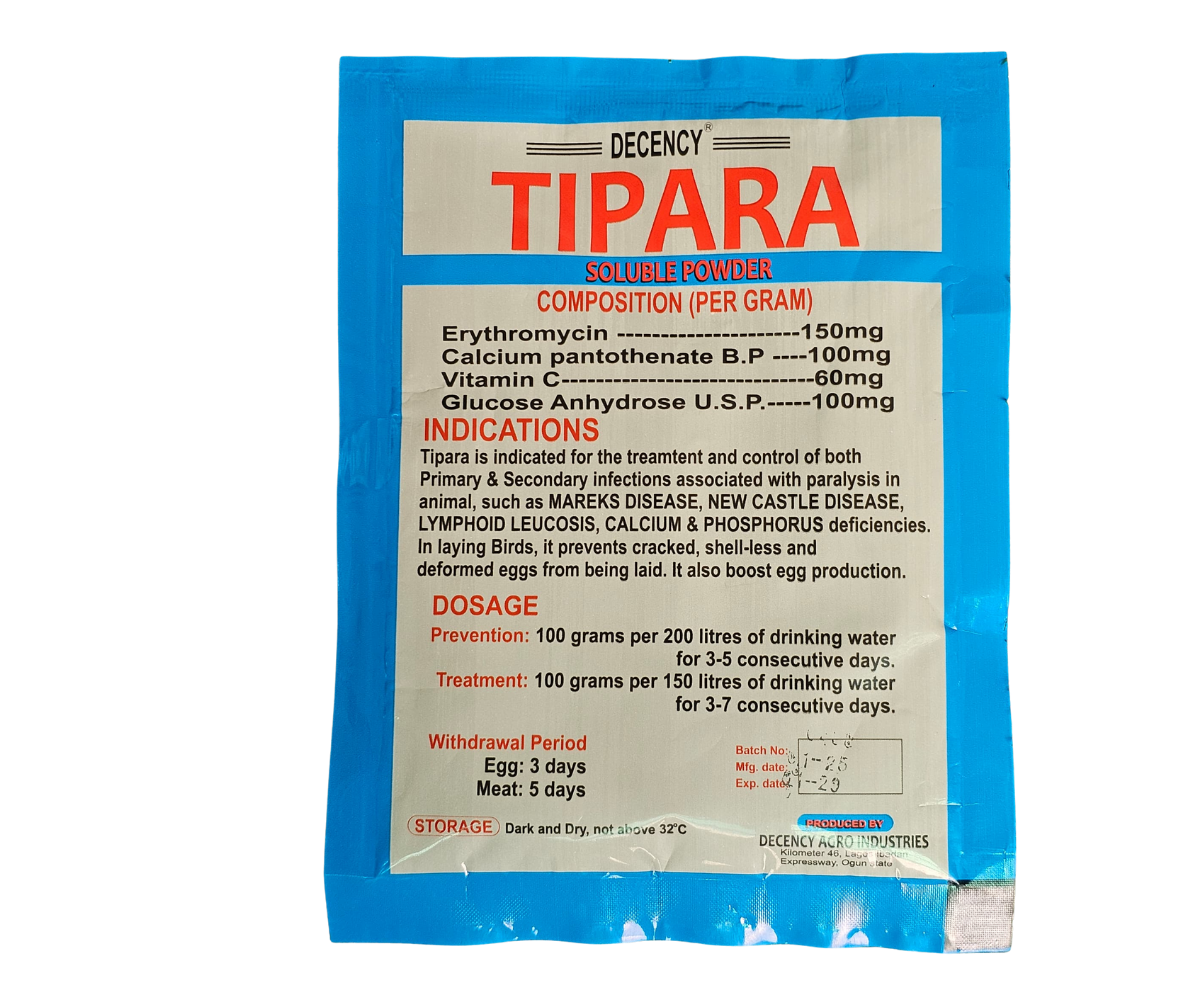 DECENCY®
TIPARA
SOLUBLE POWDER
COMPOSITION (PER GRAM)
Erythromycin ---------------------150mg
Calcium pantothenate B.P ----100mg
Vitamin C-----------------------------60mg
Glucose Anhydrose U.S.P.-----100mg
INDICATIONS
Tipara is indicated for the treamtent and control of both
Primary & Secondary infections associated with paralysis in
animal, such as MAREKS DISEASE, NEW CASTLE DISEASE,
LYMPHOID LEUCOSIS, CALCIUM & PHOSPHORUS deficiencies.
In laying Birds, it prevents cracked, shell-less and
deformed eggs from being laid. It also boost egg production.
DOSAGE
Prevention: 100 grams per 200 litres of drinking water
for 3-5 consecutive days.
Treatment: 100 grams per 150 litres of drinking water
for 3-7 consecutive days.
Withdrawal Period
Egg: 3 days
Meat: 5 days
Batch No:
Mfg. date:
Exp. date:
STORAGE Dark and Dry, not above 32°C
PRODUCED BY
DECENCY AGRO INDUSTRIES
Kilometer 46, Ibadan
Expressway, Ogun state